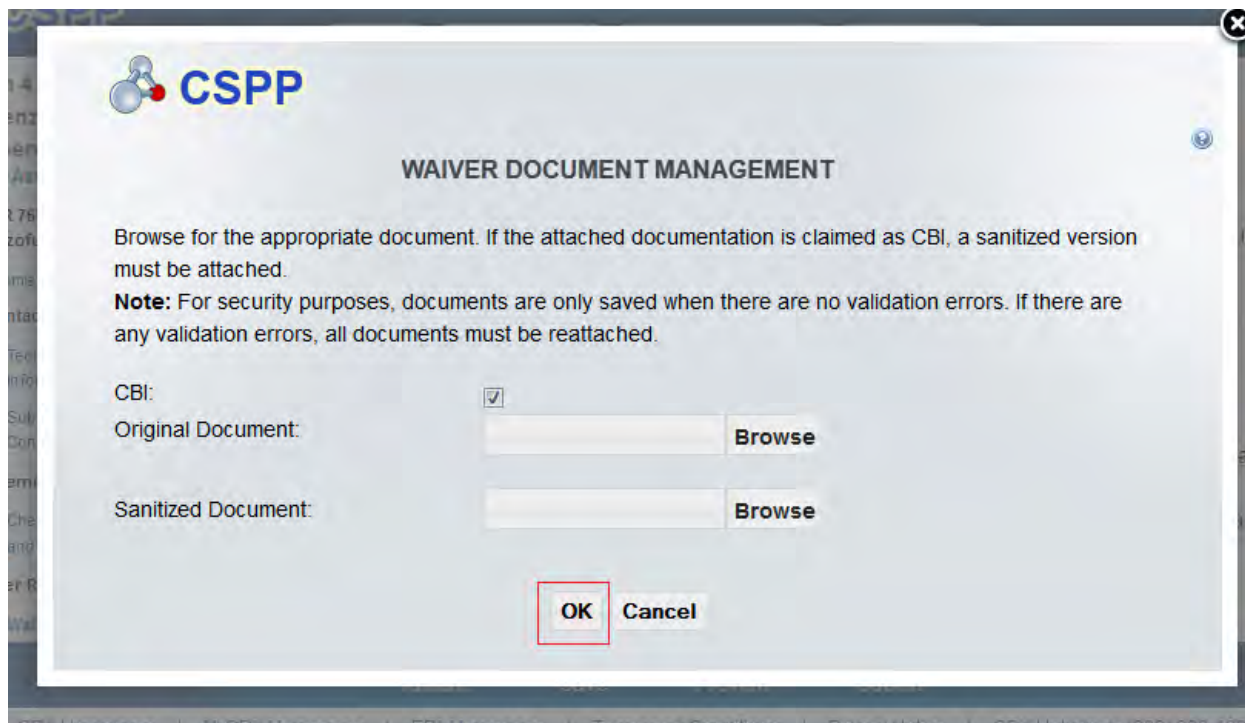 CSPP
WAIVER DOCUMENT MANAGEMENT
Browse for the appropriate document. If the attached documentation is claimed as CBI, a sanitized version
must be attached.
Note: For security purposes, documents are only saved when there are no validation errors. If there are
any validation errors, all documents must be reattached.
CBI:
Original Document:
Browse
Sanitized Document:
Browse
OK Cancel